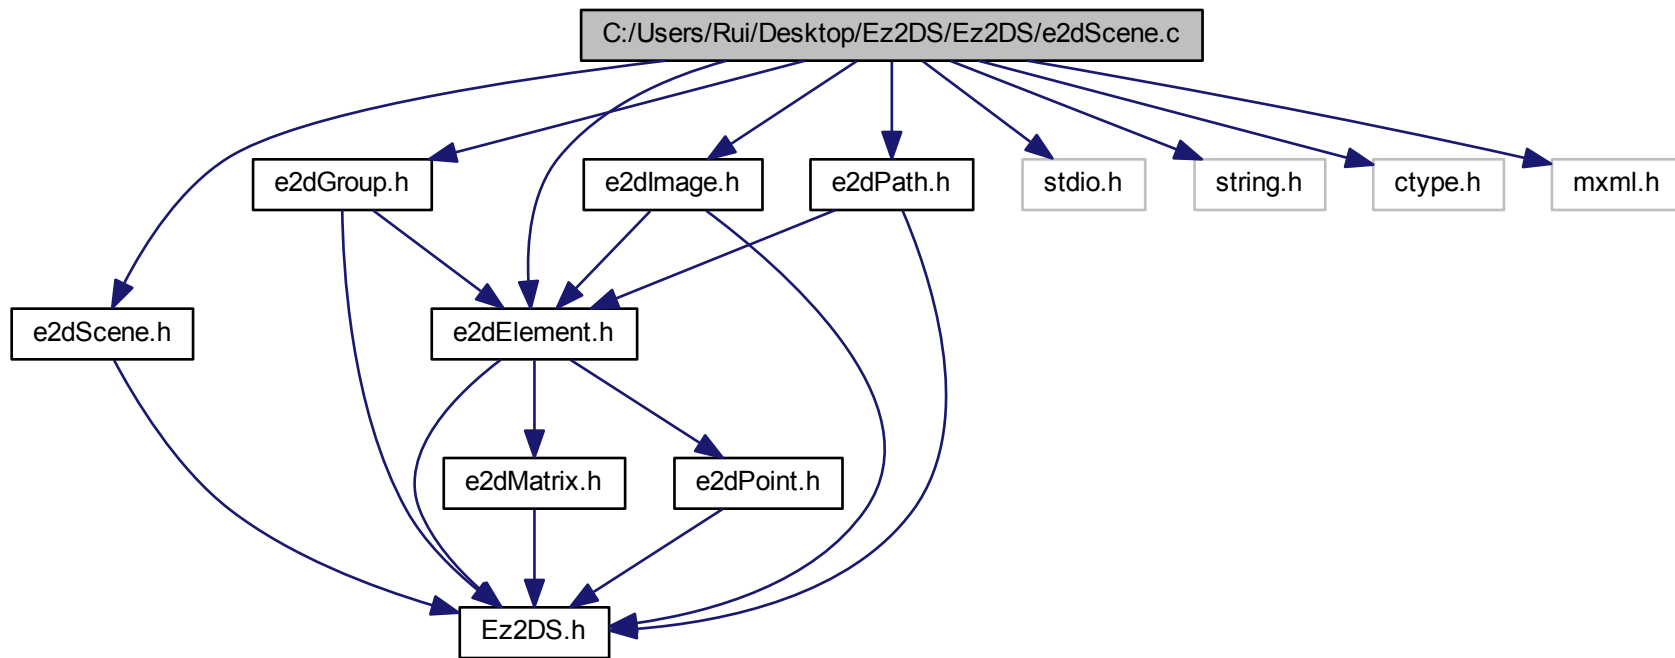 C:/Users/Rui/Desktop/Ez2DS/Ez2DS/e2dScene.c
e2dGroup.h
e2dImage.h
e2dPath.h
stdio.h
string.h
ctype.h
mxml.h
e2dScene.h
e2dElement.h
e2dMatrix.h
e2dPoint.h
Ez2DS.h